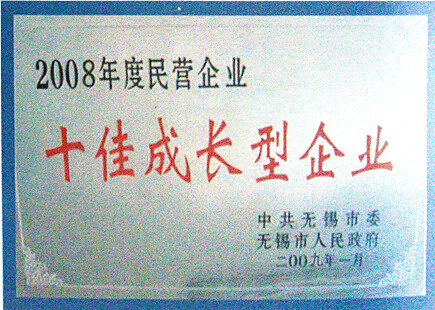 2008年度民营企业
十佳成长型企业
中共无锡市委
无锡市人民政府
二00九年一月